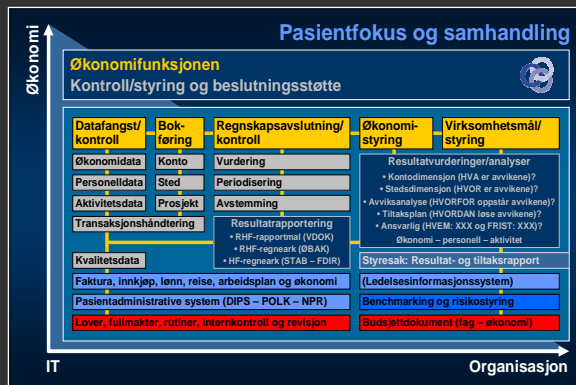 Pasientfokus og samhandling
Økonomi
Økonomifunksjonen
Kontroll/styring og beslutningsstøtte
Datafangst/
kontroll
Bok-
føring
Regnskapsavslutning/
kontroll
Økonomi-
styring
Virksomhetsmål/
styring
Økonomidata
Konto
Vurdering
Personelldata
Sted
Periodisering
Aktivitetsdata
Prosjekt
Avstemming
Transaksjonshåndtering
Kvalitetsdata
Resultatrapportering
• RHF-rapportmal (VDOK)
• RHF-regneark (ØBAK)
• HF-regneark (STAB – FDIR)
Resultatvurderinger/analyser
• Kontodimensjon (HVA er avvikene)?
• Stedsdimensjon (HVOR er avvikene)?
• Avviksanalyse (HVORFOR oppstår avvikene)?
• Tiltaksplan (HVORDAN løse avvikene)?
• Ansvarlig (HVEM: XXX og FRIST: XXX)?
Økonomi – personell – aktivitet
Styresak: Resultat- og tiltaksrapport
Faktura, innkjøp, lønn, reise, arbeidsplan og økonomi
(Ledelsesinformasjonssystem)
Pasientadministrative system (DIPS – POLK – NPR)
Benchmarking og risikostyring
Lover, fullmakter, rutiner, internkontroll og revisjon
Budsjettdokument (fag – økonomi)
IT
Organisasjon